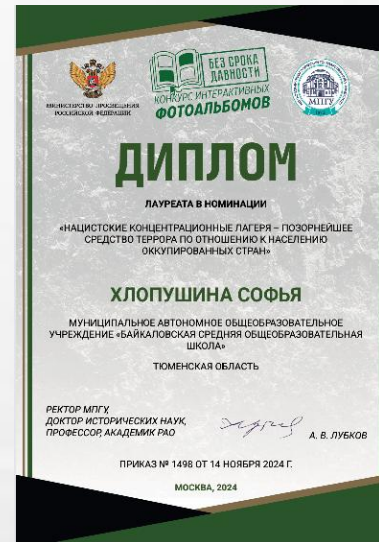 МИНИСТЕРСТВО ПРОСВЕЩЕНИЯ
РОССИЙСКОЙ ФЕДЕРАЦИИ
БЕЗ СРОКА
ДАВНОСТИ
КОНКУРС ИНТЕРАКТИВНЫХ
ФОТОАЛЬБОМОВ
МПГУ
ДИПЛОМ
ЛАУРЕАТА В НОМИНАЦИИ
«НАЦИСТСКИЕ КОНЦЕНТРАЦИОННЫЕ ЛАГЕРЯ – ПОЗОРНЕЙШЕЕ
СРЕДСТВО ТЕРРОРА ПО ОТНОШЕНИЮ К НАСЕЛЕНИЮ
ОККУПИРОВАННЫХ СТРАН»
ХЛОПУШИНА СОФЬЯ
МУНИЦИПАЛЬНОЕ АВТОНОМНОЕ ОБЩЕОБРАЗОВАТЕЛЬНОЕ
УЧРЕЖДЕНИЕ «БАЙКАЛОВСКАЯ СРЕДНЯЯ ОБЩЕОБРАЗОВАТЕЛЬНАЯ
ШКОЛА»
ТЮМЕНСКАЯ ОБЛАСТЬ
РЕКТОР МПГУ,
ДОКТОР ИСТОРИЧЕСКИХ НАУК,
ПРОФЕССОР, АКАДЕМИК РАО
А. В. ЛУБКОВ
ПРИКАЗ № 1498 ОТ 14 НОЯБРЯ 2024 Г.
МОСКВА, 2024